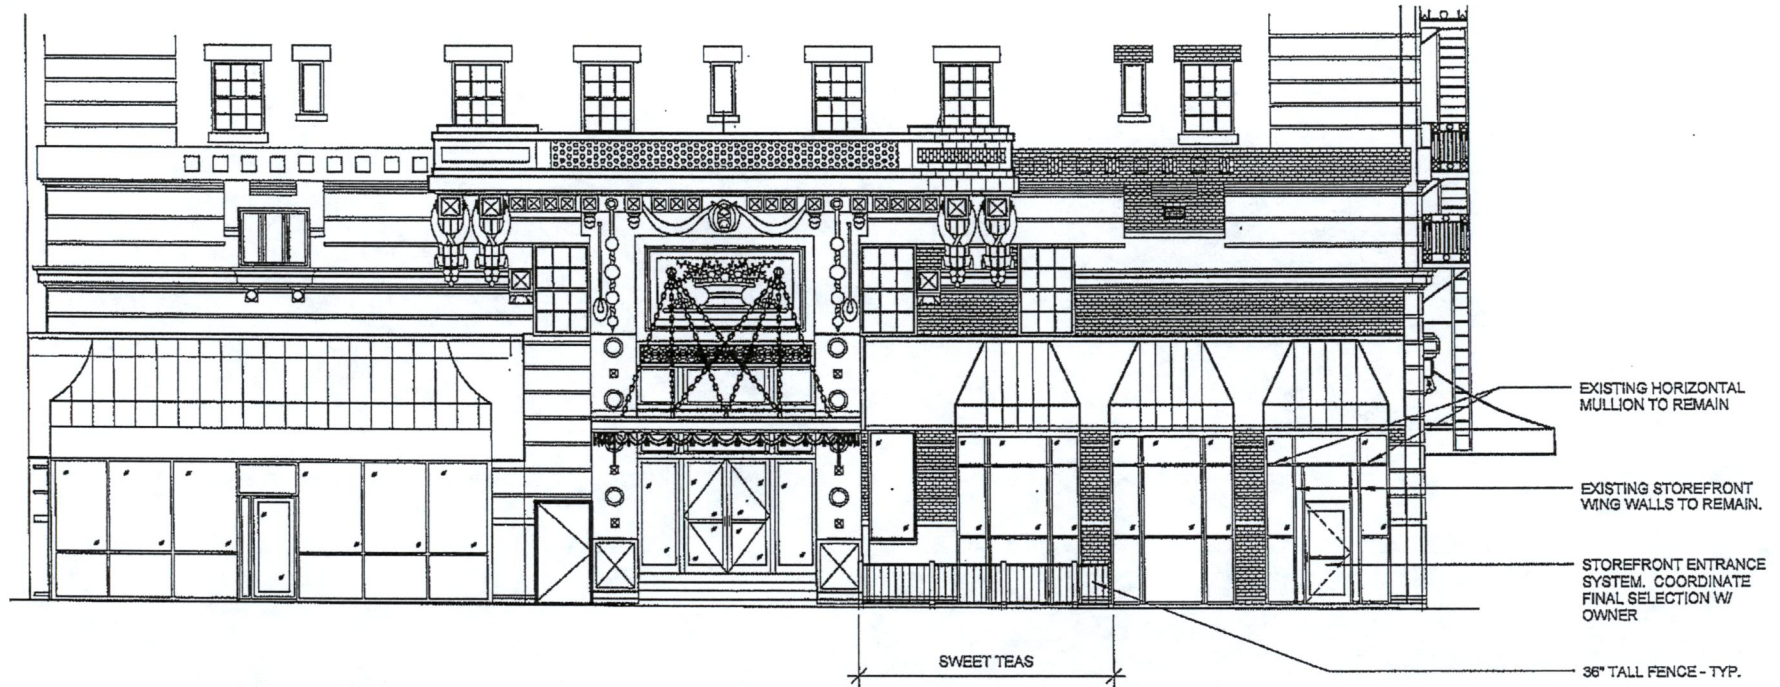 EXISTING HORIZONTAL
MULLION TO REMAIN
EXISTING STOREFRONT
WING WALLS TO REMAIN.
STOREFRONT ENTRANCE
SYSTEM. COORDINATE
FINAL SELECTION W/
OWNER
SWEET TEAS
36" TALL FENCE - TYP.